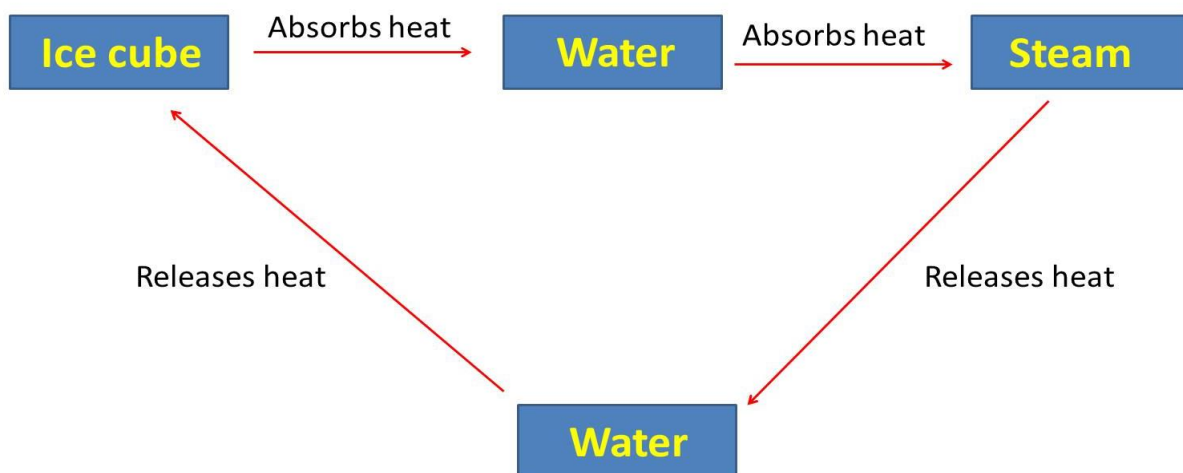 Ice cube
Absorbs heat
Water
Absorbs heat
Steam
Releases heat
Releases heat
Water